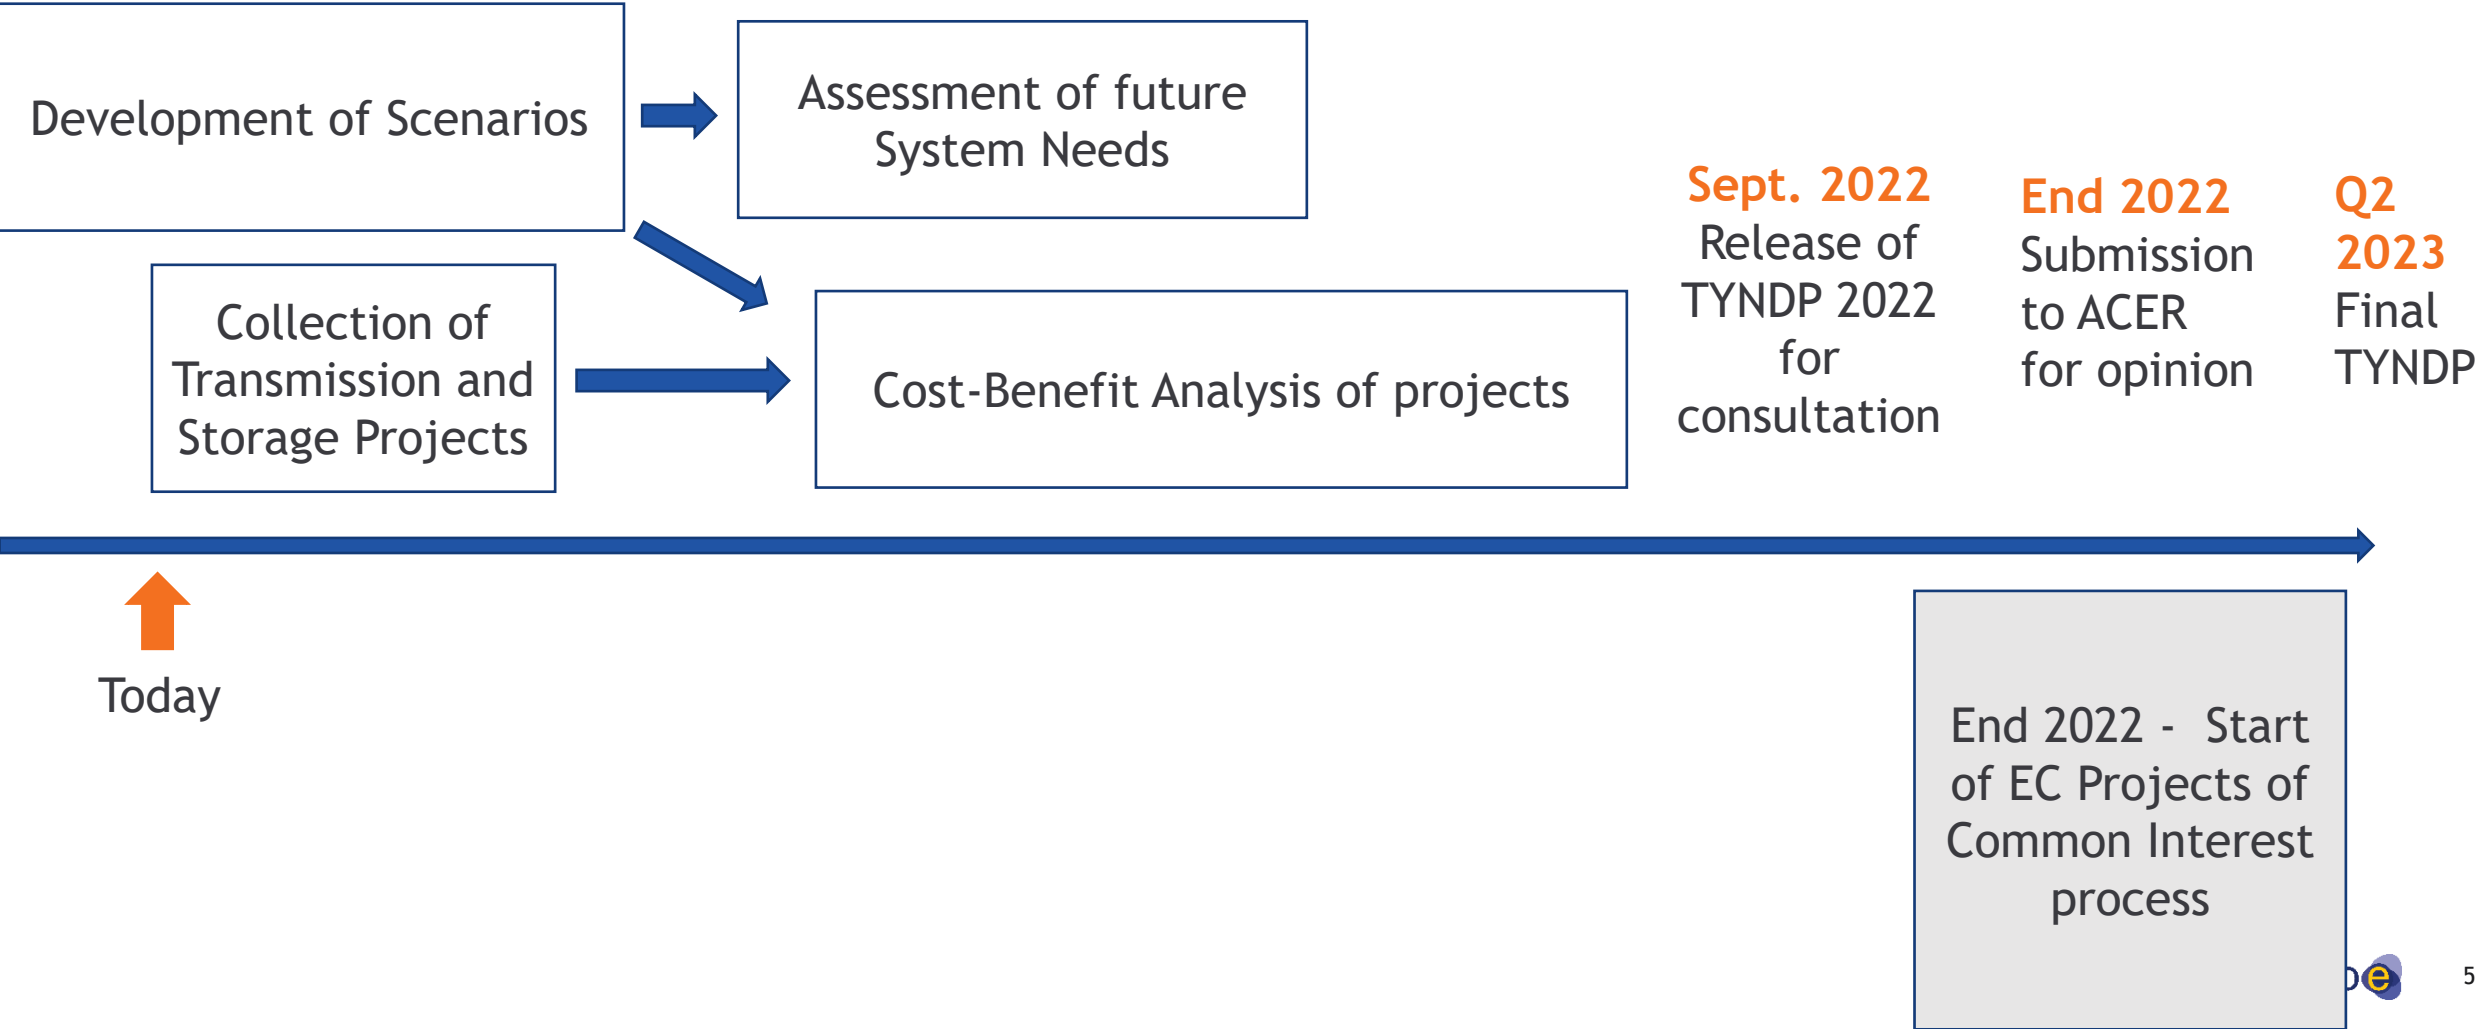 Development of Scenarios
Assessment of future
System Needs
Collection of
Transmission and
Storage Projects
Cost-Benefit Analysis of projects
Sept. 2022
Release of
TYNDP 2022
for
consultation
End 2022
Submission
to ACER
for opinion
Q2
2023
Final
TYNDP
Today
End 2022 - Start
of EC Projects of
Common Interest
process
e
5